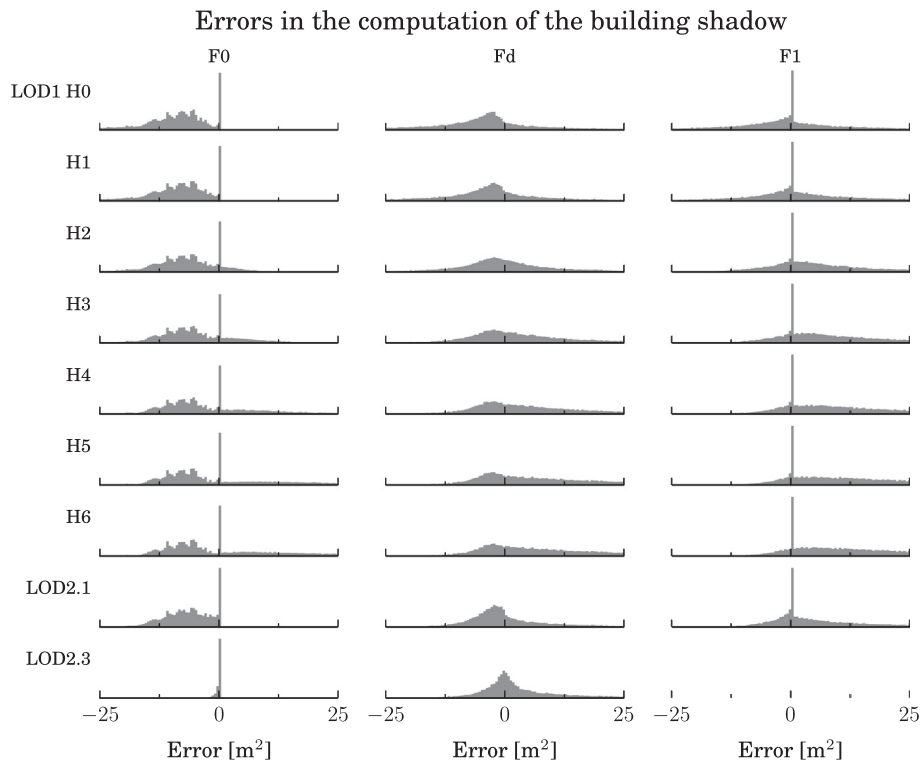 Errors in the computation of the building shadow
F0 Fd F1
LOD1 H0
H1
H2
H3
H4
H5
H6
LOD2.1
LOD2.3
−25 0 25 −25 0 25 −25 0 25
Error [m²] Error [m²] Error [m²]